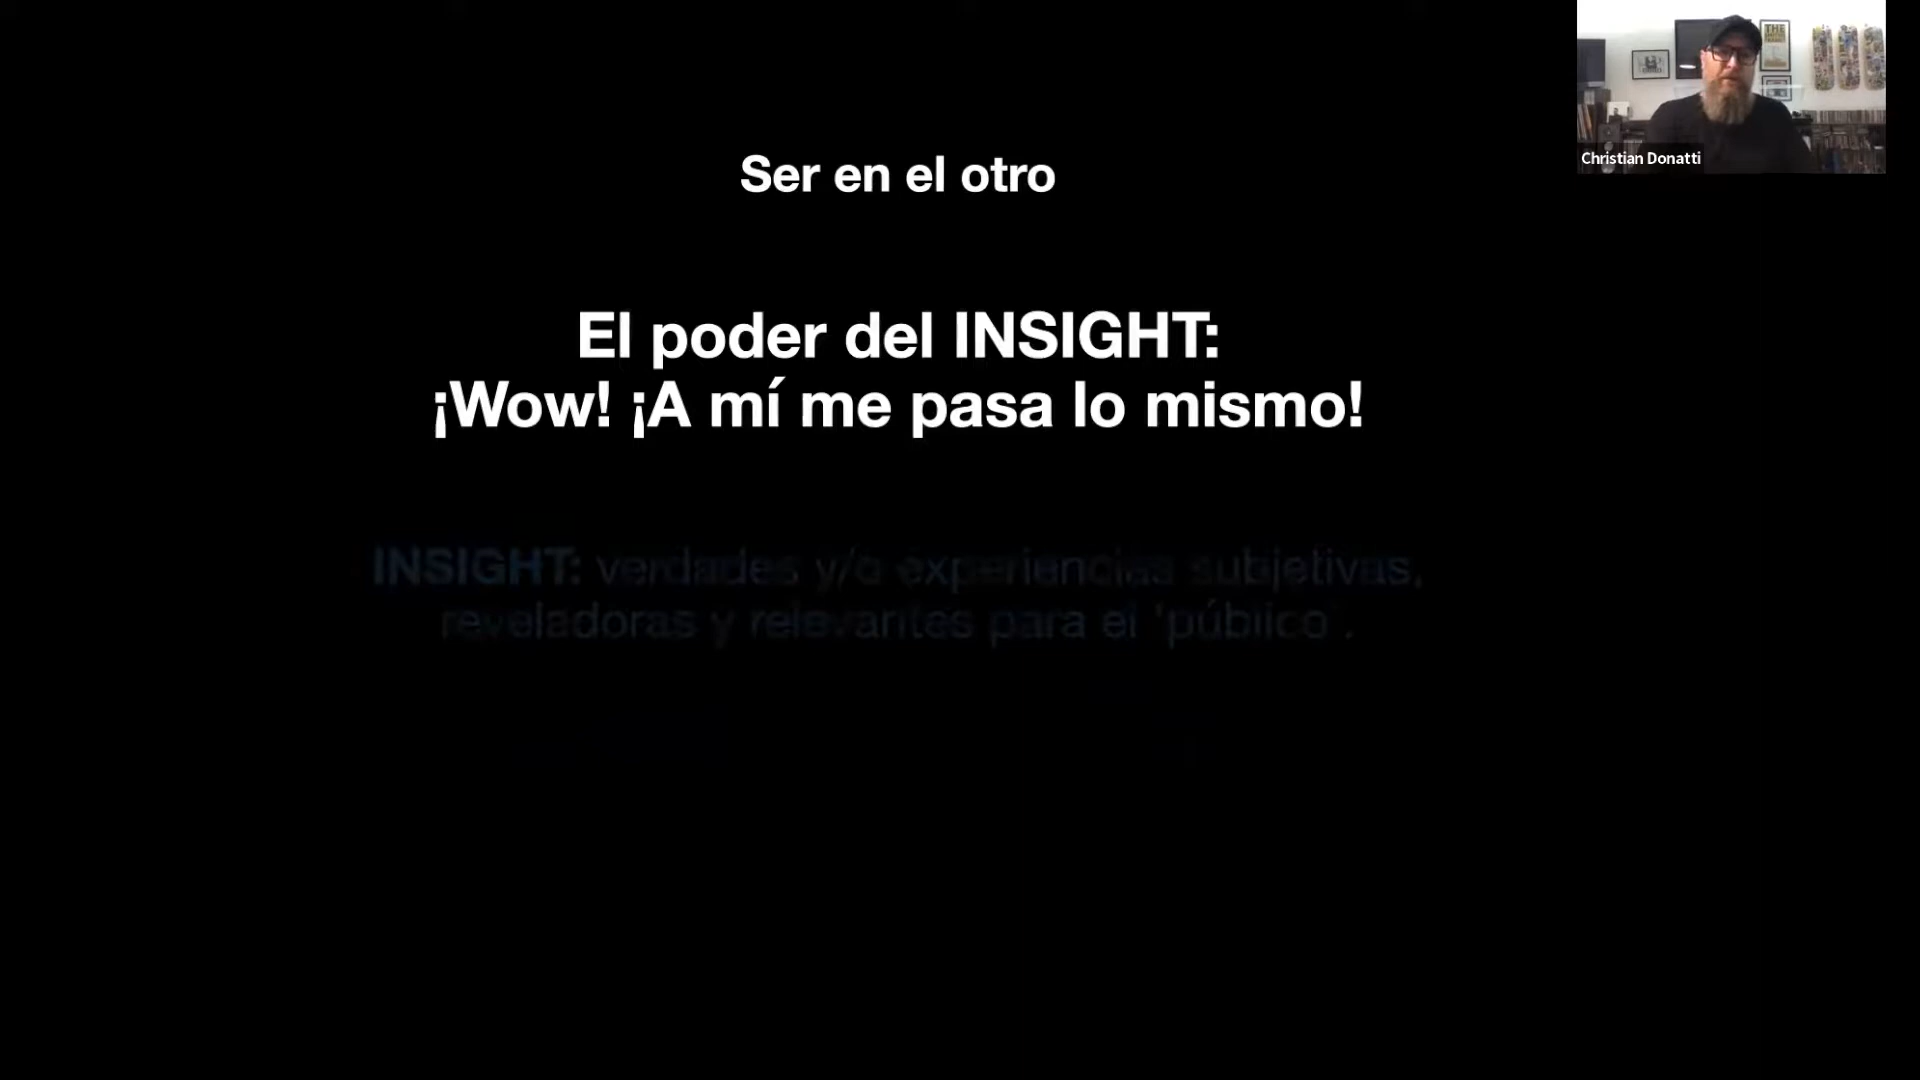 Ser en el otro
El poder del INSIGHT:
¡Wow! ¡A mí me pasa lo mismo!
INSIGHT: verdades y/o experiencias subjetivas,
reveladoras y relevantes para el 'público'.
Christian Donatti
THE